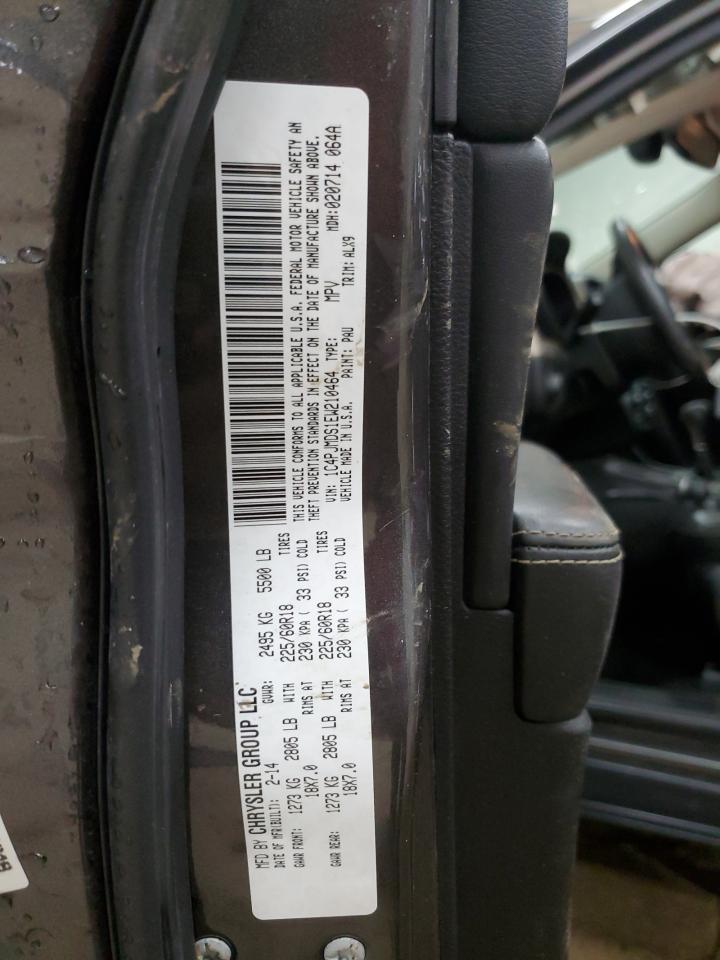 MFD BY CHRYSLER GROUP LLC
DATE OF MFR(BUILT): 2-14 GVWR: 2495 KG 5500 LB
GAWR FRONT: 1273 KG 2805 LB WITH 225/60R18 TIRES
18X7.0 RIMS AT 230 KPA ( 33 PSI) COLD
GAWR REAR: 1273 KG 2805 LB WITH 225/60R18 TIRES
18X7.0 RIMS AT 230 KPA ( 33 PSI) COLD
THIS VEHICLE CONFORMS TO ALL APPLICABLE U.S.A. FEDERAL MOTOR VEHICLE SAFETY AN
THEFT PREVENTION STANDARDS IN EFFECT ON THE DATE OF MANUFACTURE SHOWN ABOVE.
VIN: 1C4PJMDS1EW210464 TYPE: MPV MDH:020714 064A
VEHICLE MADE IN U.S.A. PAINT: PAU TRIM: ALX9